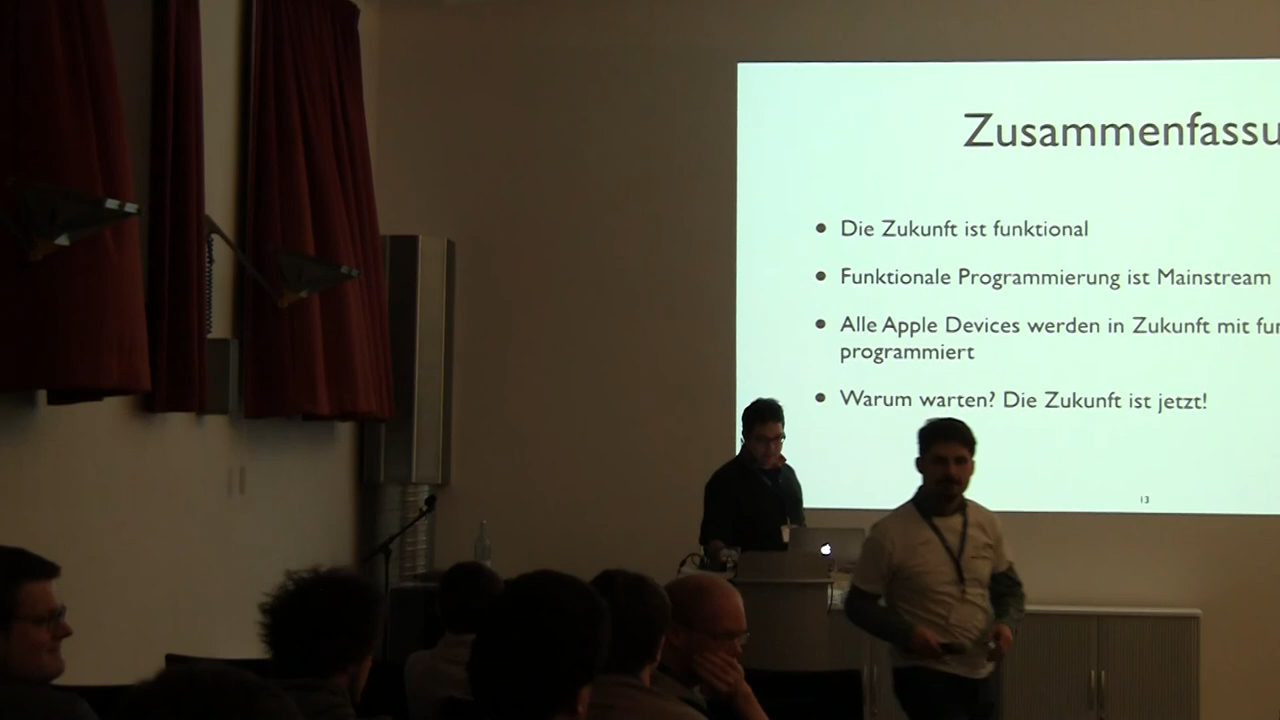 Zusammenfassu
• Die Zukunft ist funktional
• Funktionale Programmierung ist Mainstream
• Alle Apple Devices werden in Zukunft mit fun
programmiert
• Warum warten? Die Zukunft ist jetzt!
13